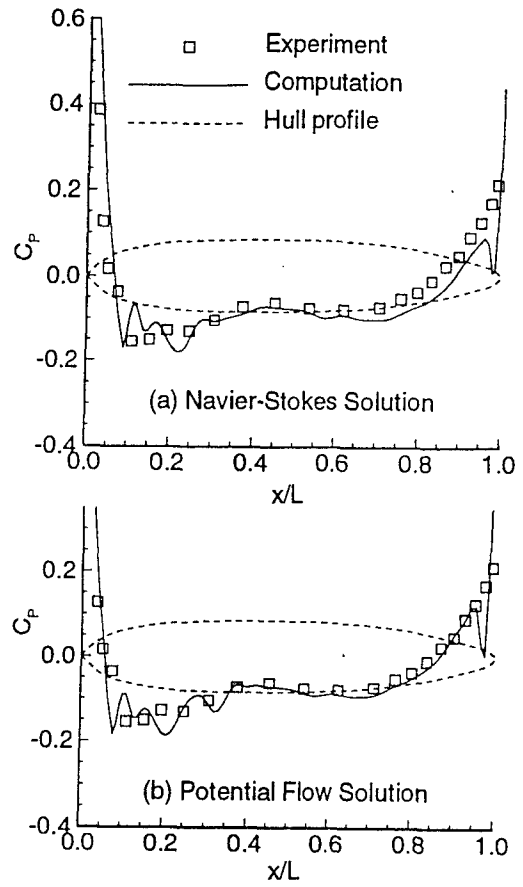 0.6
0.4
0.2
0.0
-0.2
-0.4
C_P
Experiment
Computation
Hull profile
(a) Navier-Stokes Solution
0.0 0.2 0.4 0.6 0.8 1.0
x/L
0.2
0.0
-0.2
-0.4
C_P
(b) Potential Flow Solution
0.0 0.2 0.4 0.6 0.8 1.0
x/L